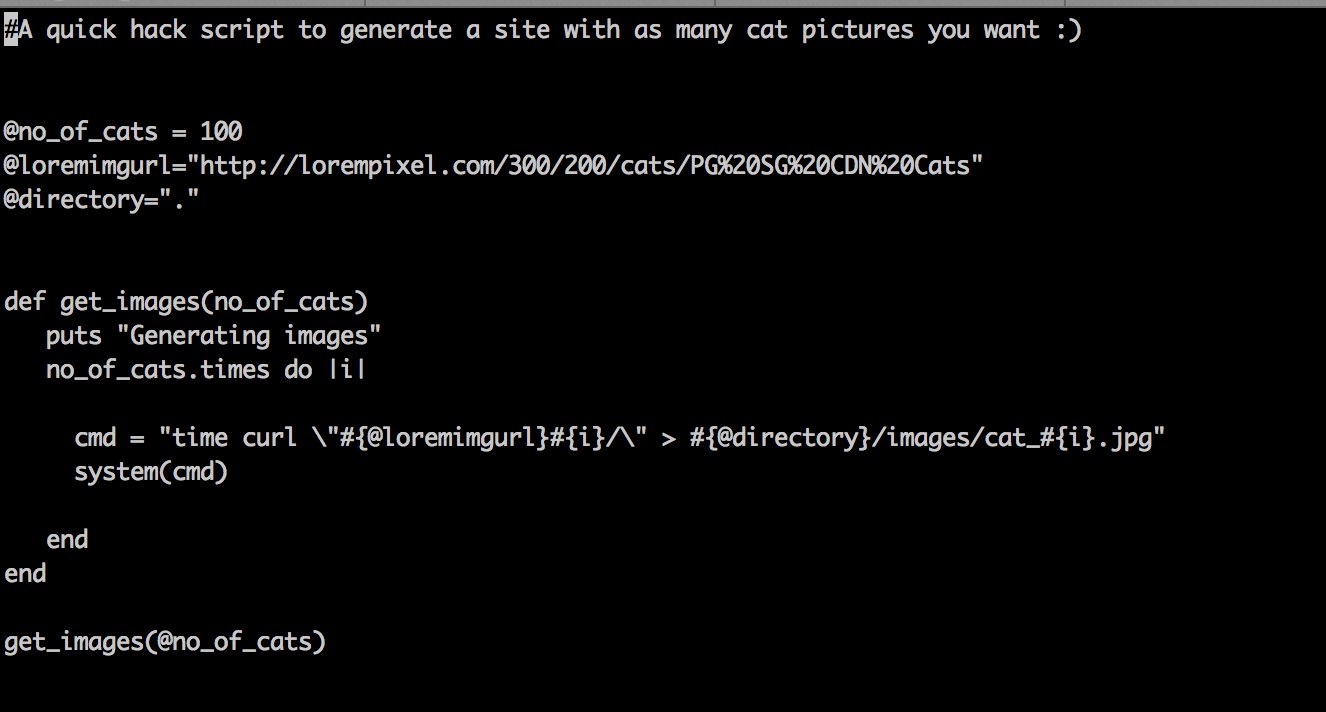 #A quick hack script to generate a site with as many cat pictures you want :)
@no_of_cats = 100
@loremimgurl="http://lorempixel.com/300/200/cats/PG%20SG%20CDN%20Cats"
@directory="."
def get_images(no_of_cats)
puts "Generating images"
no_of_cats.times do |i|
cmd = "time curl \"#{@loremimgurl}#{i}/\" > #{@directory}/images/cat_#{i}.jpg"
system(cmd)
end
end
get_images(@no_of_cats)